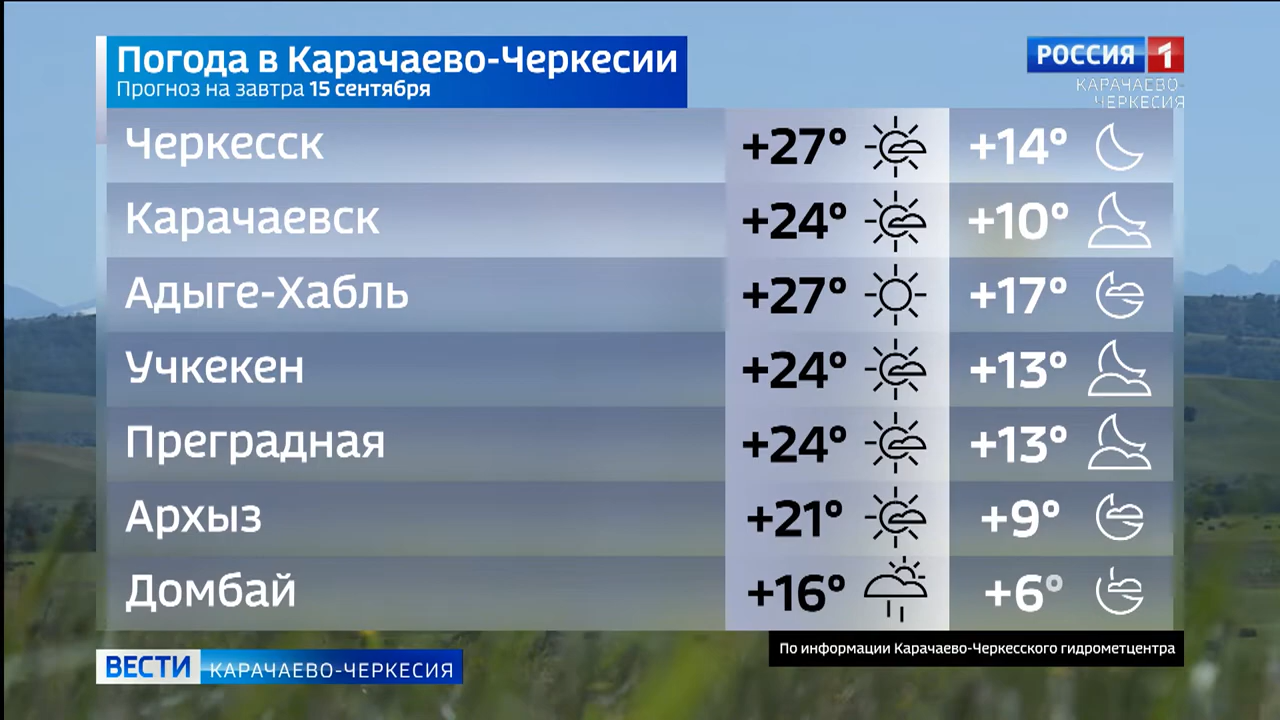 Погода в Карачаево-Черкесии
Прогноз на завтра 15 сентября
РОССИЯ 1
КАРАЧАЕВО-
ЧЕРКЕСИЯ
Черкесск +27° +14°
Карачаевск +24° +10°
Адыге-Хабль +27° +17°
Учкекен +24° +13°
Преградная +24° +13°
Архыз +21° +9°
Домбай +16° +6°
По информации Карачаево-Черкесского гидрометцентра
ВЕСТИ КАРАЧАЕВО-ЧЕРКЕСИЯ